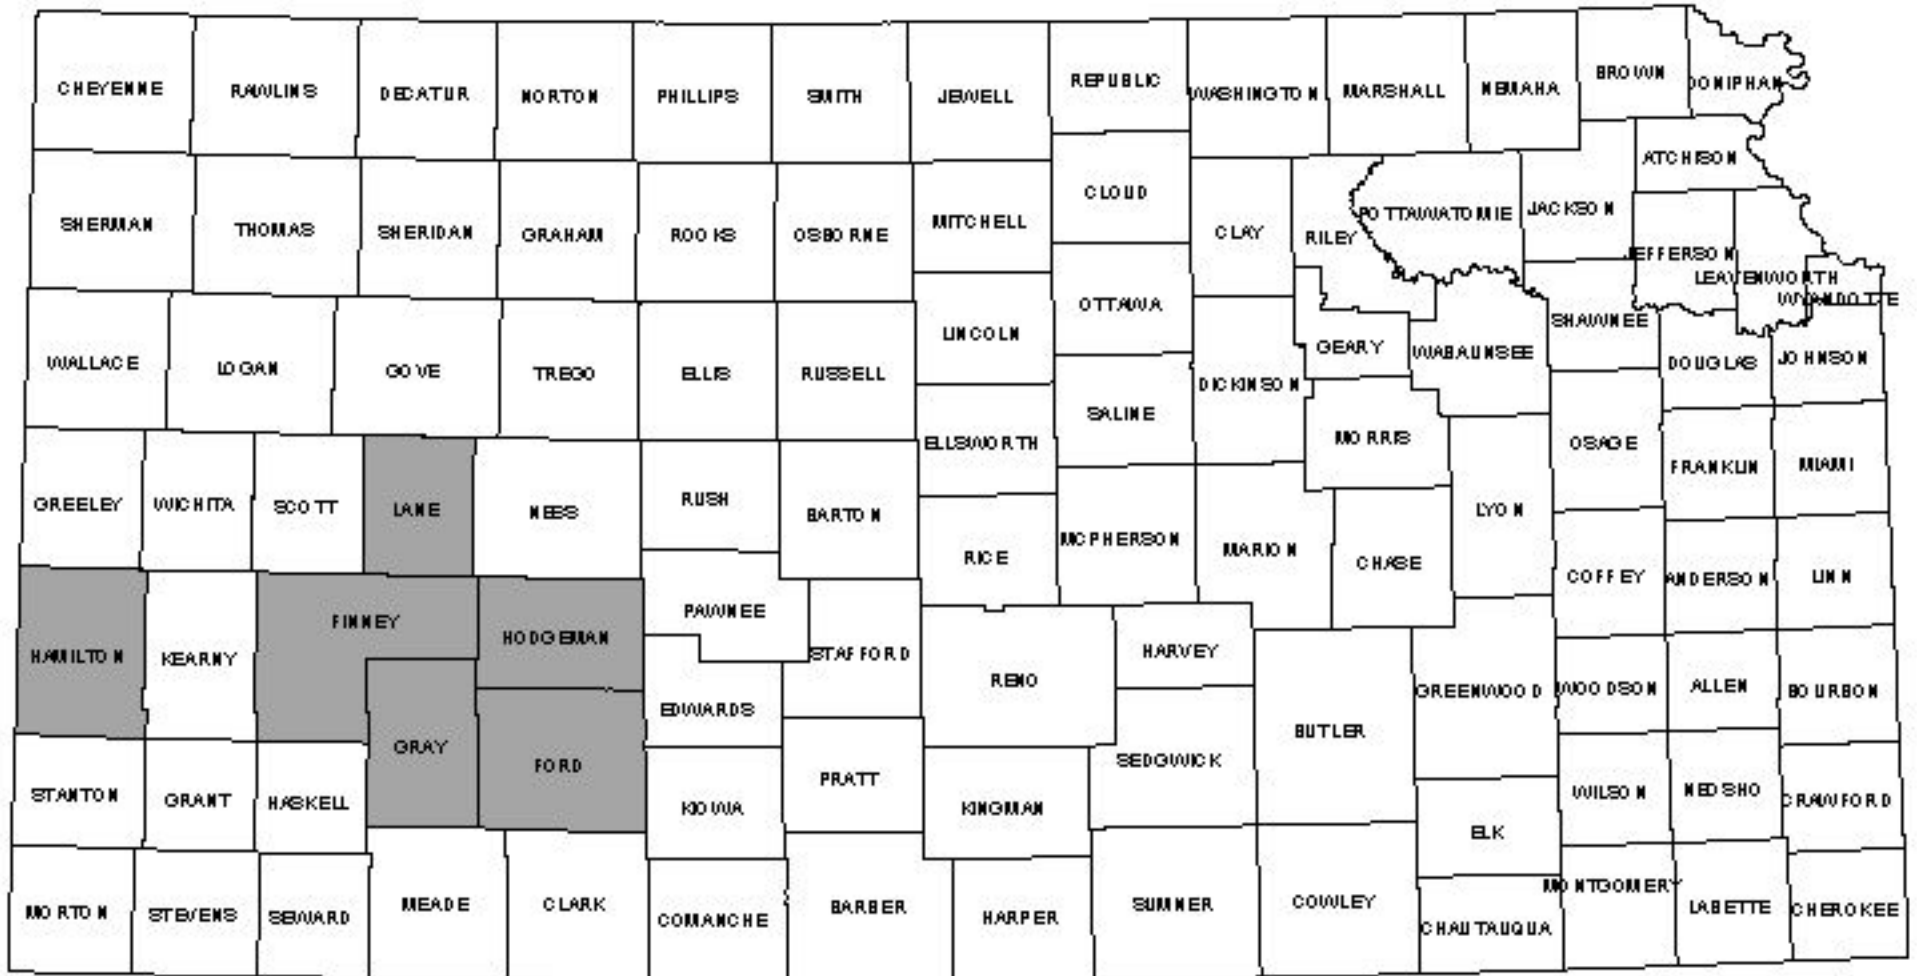 CHEYENNE RAWLINS DECATUR NORTON PHILLIPS SMITH JEWELL REPUBLIC WASHINGTON MARSHALL NEMAHA BROWN DONIPHAN
ATCHISON
SHERMAN THOMAS SHERIDAN GRAHAM ROOKS OSBORNE MITCHELL CLOUD CLAY RILEY POTTAWATOMIE JACKSON
JEFFERSON
LEAVENWORTH
WYANDOTTE
WALLACE LOGAN GOVE TREGO ELLIS RUSSELL LINCOLN OTTAWA DICKINSON GEARY WABAUNSEE SHAWNEE DOUGLAS JOHNSON
ELLSWORTH SALINE MORRIS OSAGE FRANKLIN MIAMI
GREELEY WICHITA SCOTT LANE NESS RUSH BARTON RICE MCPHERSON MARION CHASE LYON
COFFEY ANDERSON LINN
HAMILTON KEARNY FINNEY HODGEMAN PAWNEE STAFFORD RENO HARVEY
EDWARDS BUTLER GREENWOOD WOODSON ALLEN BOURBON
GRAY FORD SEDGWICK
STANTON GRANT HASKELL KIOWA PRATT KINGMAN ELK WILSON NEOSHO CRAWFORD
MORTON STEVENS SEWARD MEADE CLARK COMANCHE BARBER HARPER SUMNER COWLEY CHAUTAUQUA MONTGOMERY LABETTE CHEROKEE